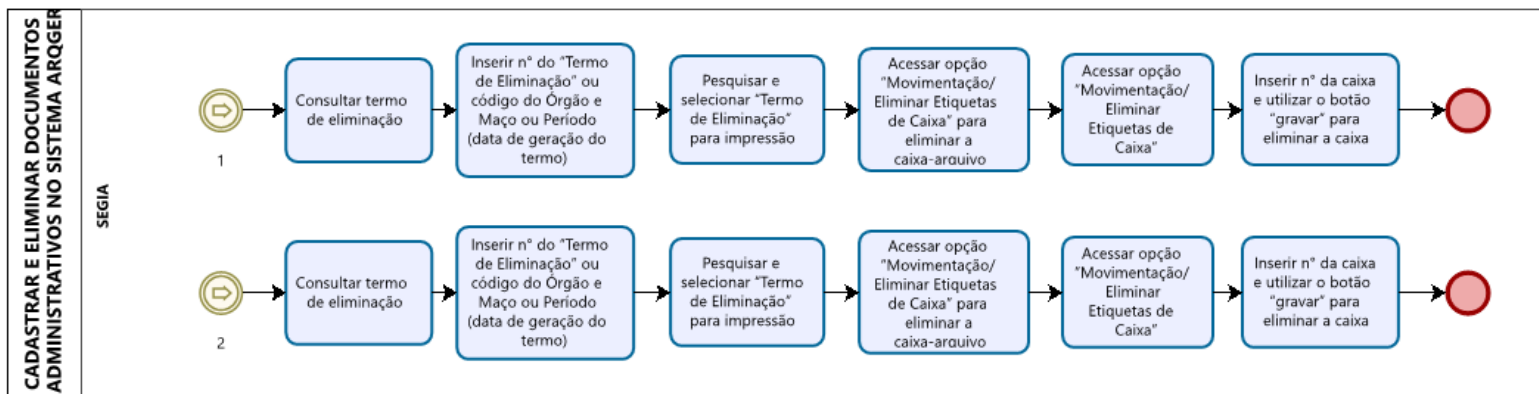 CADASTRAR E ELIMINAR DOCUMENTOS
ADMINISTRATIVOS NO SISTEMA ARQGER
SEGIA
1
Consultar termo
de eliminação
Inserir n° do “Termo
de Eliminação” ou
código do Órgão e
Maço ou Período
(data de geração do
termo)
Pesquisar e
selecionar “Termo
de Eliminação”
para impressão
Acessar opção
“Movimentação/
Eliminar Etiquetas
de Caixa” para
eliminar a
caixa-arquivo
Acessar opção
“Movimentação/
Eliminar
Etiquetas de
Caixa”
Inserir n° da caixa
e utilizar o botão
“gravar” para
eliminar a caixa
2
Consultar termo
de eliminação
Inserir n° do “Termo
de Eliminação” ou
código do Órgão e
Maço ou Período
(data de geração do
termo)
Pesquisar e
selecionar “Termo
de Eliminação”
para impressão
Acessar opção
“Movimentação/
Eliminar Etiquetas
de Caixa” para
eliminar a
caixa-arquivo
Acessar opção
“Movimentação/
Eliminar
Etiquetas de
Caixa”
Inserir n° da caixa
e utilizar o botão
“gravar” para
eliminar a caixa